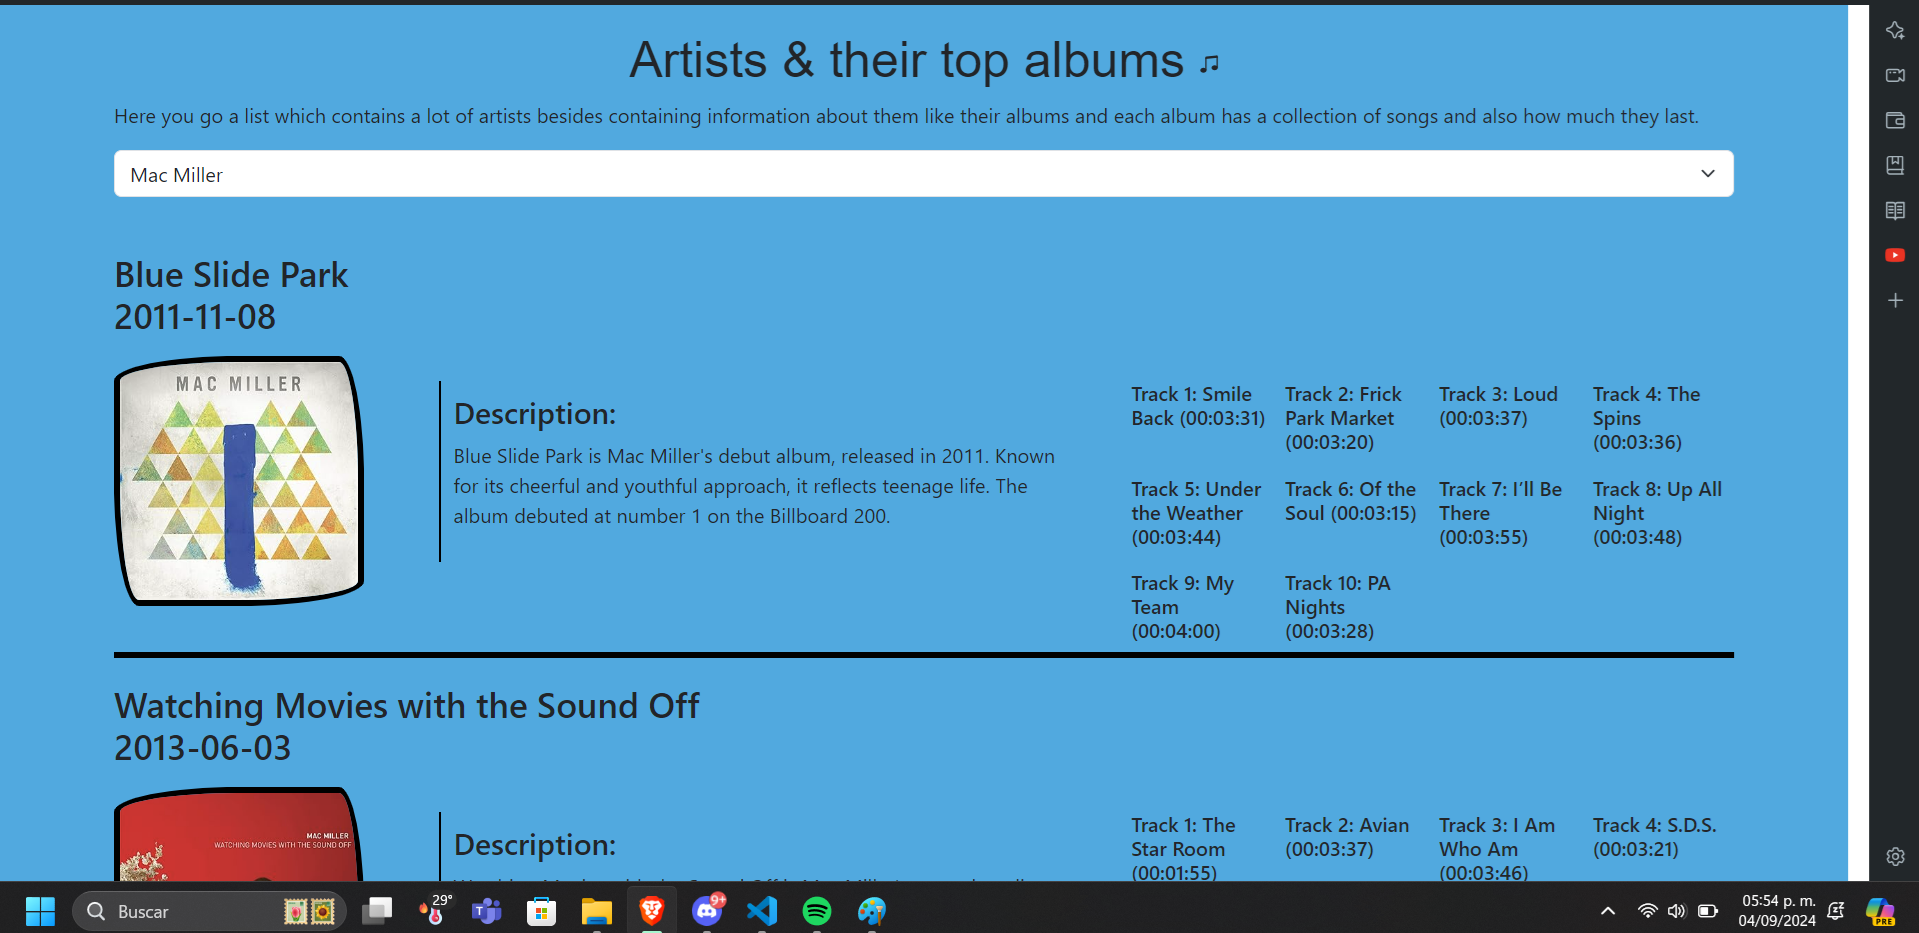 Artists & their top albums ♫
Here you go a list which contains a lot of artists besides containing information about them like their albums and each album has a collection of songs and also how much they last.
Mac Miller
Blue Slide Park
2011-11-08
MAC MILLER
Description:
Blue Slide Park is Mac Miller's debut album, released in 2011. Known
for its cheerful and youthful approach, it reflects teenage life. The
album debuted at number 1 on the Billboard 200.
Track 1: Smile
Back (00:03:31)
Track 2: Frick
Park Market
(00:03:20)
Track 3: Loud
(00:03:37)
Track 4: The
Spins
(00:03:36)
Track 5: Under
the Weather
(00:03:44)
Track 6: Of the
Soul (00:03:15)
Track 7: I’ll Be
There
(00:03:55)
Track 8: Up All
Night
(00:03:48)
Track 9: My
Team
(00:04:00)
Track 10: PA
Nights
(00:03:28)
Watching Movies with the Sound Off
2013-06-03
MAC MILLER
WATCHING MOVIES WITH THE SOUND OFF
Description:
Track 1: The
Star Room
(00:01:55)
Track 2: Avian
(00:03:37)
Track 3: I Am
Who Am
(00:03:46)
Track 4: S.D.S.
(00:03:21)
Buscar
29°
9+
05:54 p. m.
04/09/2024
PRE